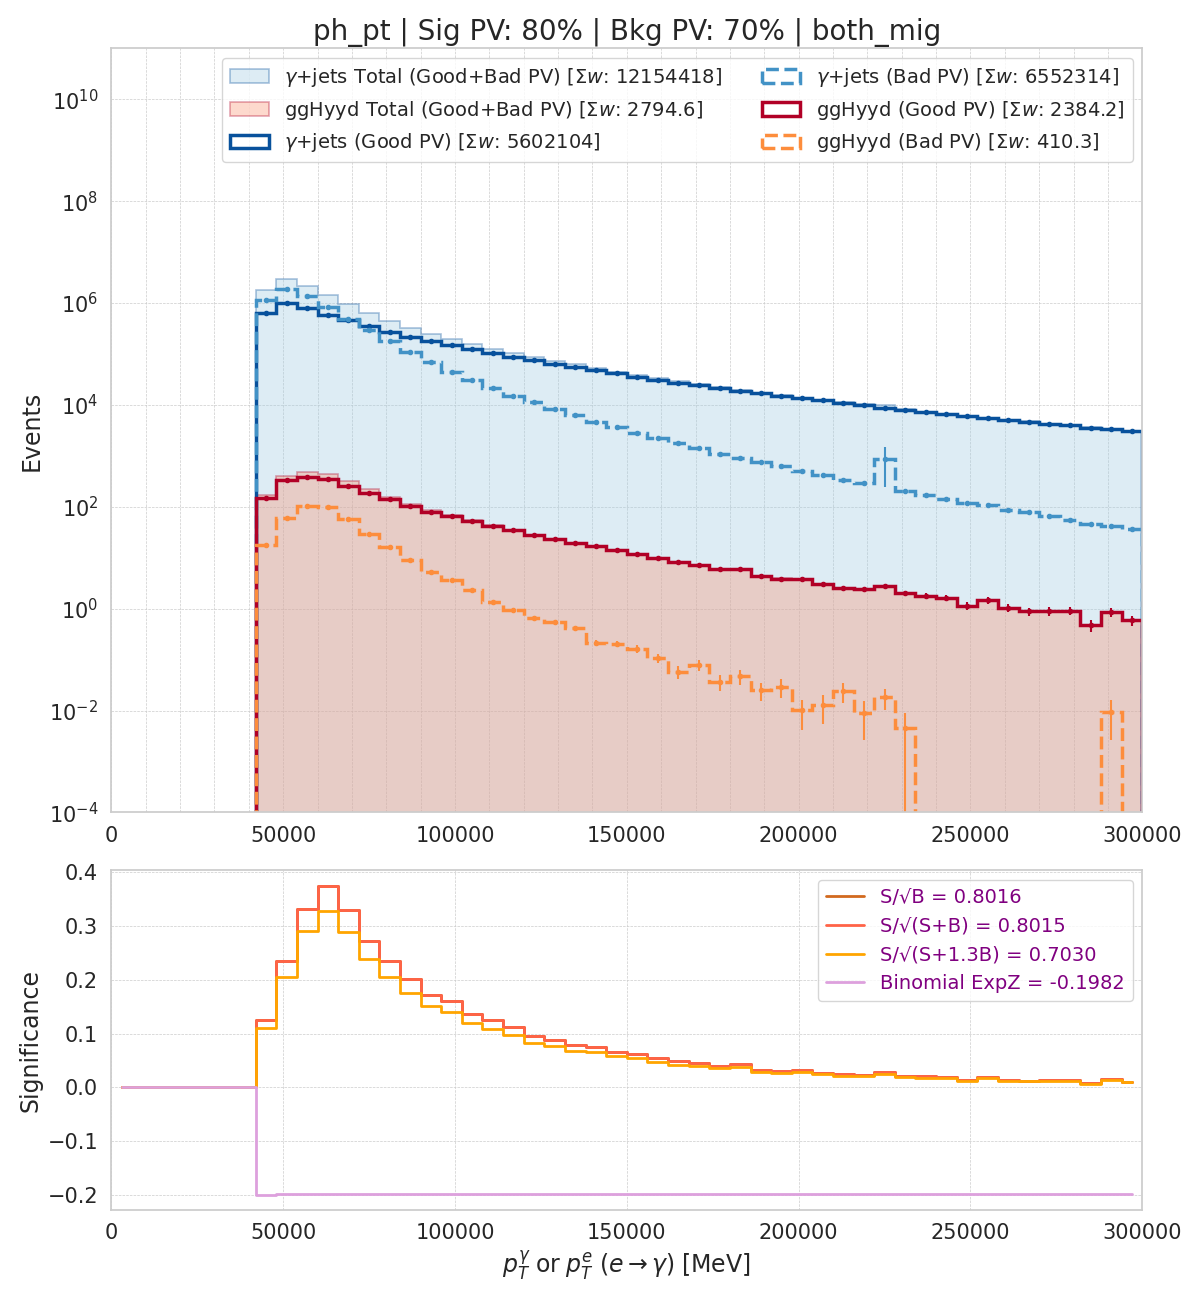 ph_pt | Sig PV: 80% | Bkg PV: 70% | both_mig
γ+jets Total (Good+Bad PV) [Σw: 12154418]
ggHyyd Total (Good+Bad PV) [Σw: 2794.6]
γ+jets (Good PV) [Σw: 5602104]
γ+jets (Bad PV) [Σw: 6552314]
ggHyyd (Good PV) [Σw: 2384.2]
ggHyyd (Bad PV) [Σw: 410.3]
Events
10^10
10^8
10^6
10^4
10^2
10^0
10^−2
10^−4
0 50000 100000 150000 200000 250000 300000
S/√B = 0.8016
S/√(S+B) = 0.8015
S/√(S+1.3B) = 0.7030
Binomial ExpZ = -0.1982
Significance
0.4
0.3
0.2
0.1
0.0
−0.1
−0.2
0 50000 100000 150000 200000 250000 300000
p_T^γ or p_T^e (e→γ) [MeV]